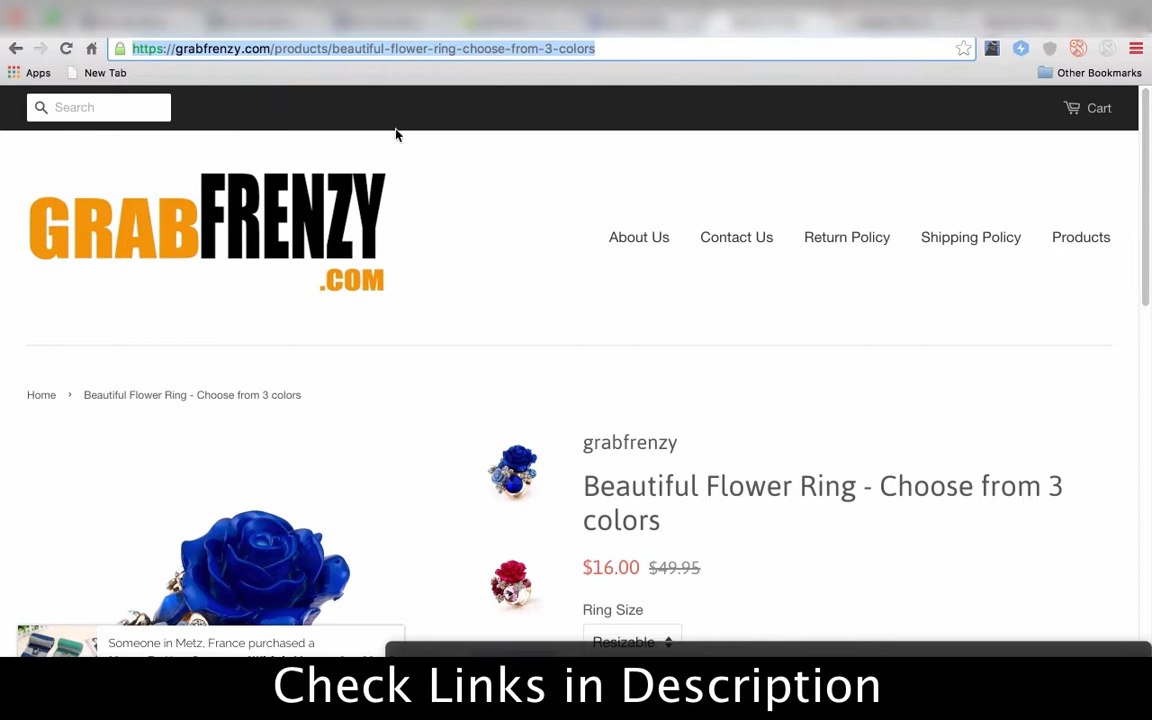 https://grabfrenzy.com/products/beautiful-flower-ring-choose-from-3-colors
Apps
New Tab
Other Bookmarks
Search
Cart
GRABFRENZY
.COM
About Us
Contact Us
Return Policy
Shipping Policy
Products
Home › Beautiful Flower Ring - Choose from 3 colors
grabfrenzy
Beautiful Flower Ring - Choose from 3
colors
$16.00 $49.95
Ring Size
Resizable
Someone in Metz, France purchased a
Check Links in Description